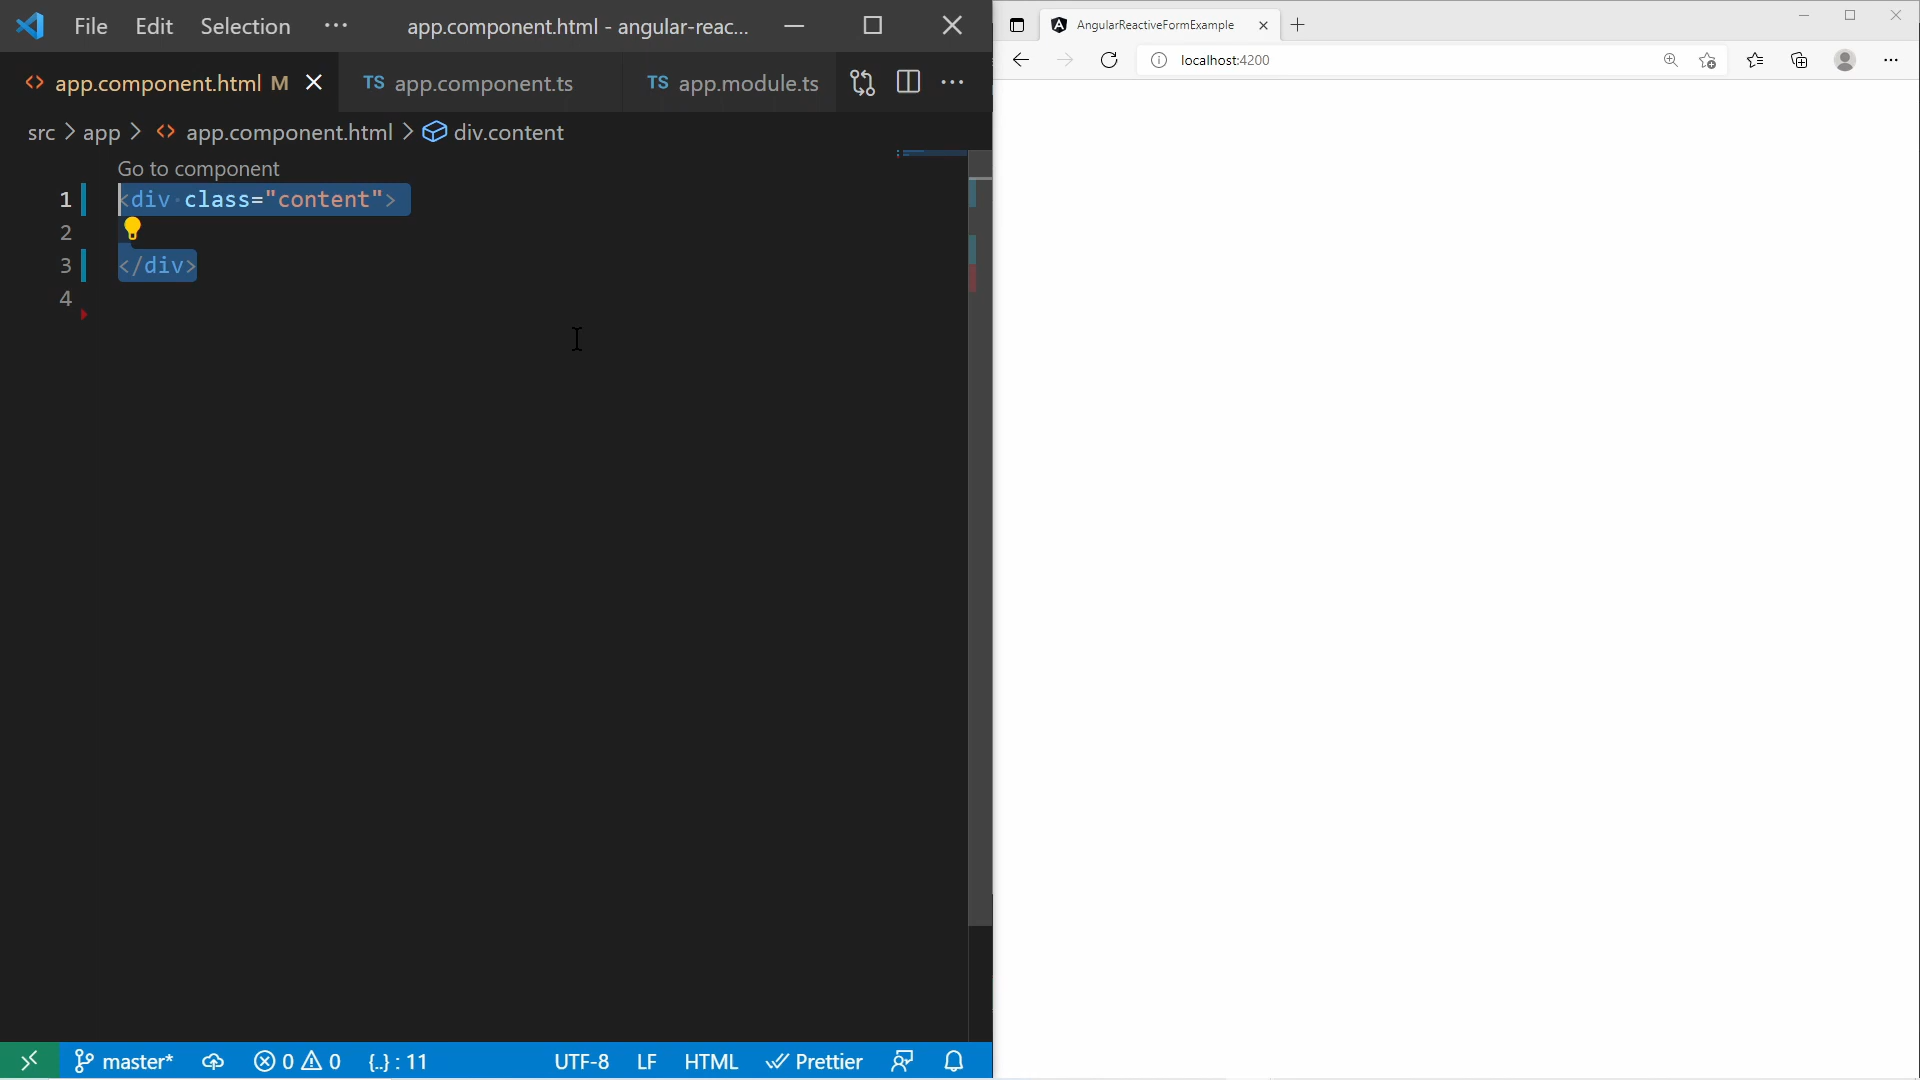 File Edit Selection ··· app.component.html - angular-reac...
app.component.html M TS app.component.ts TS app.module.ts
src > app > app.component.html > div.content
Go to component
1 <div class="content">
2
3 </div>
4
master* 0 0 {..} : 11 UTF-8 LF HTML Prettier
AngularReactiveFormExample
localhost:4200